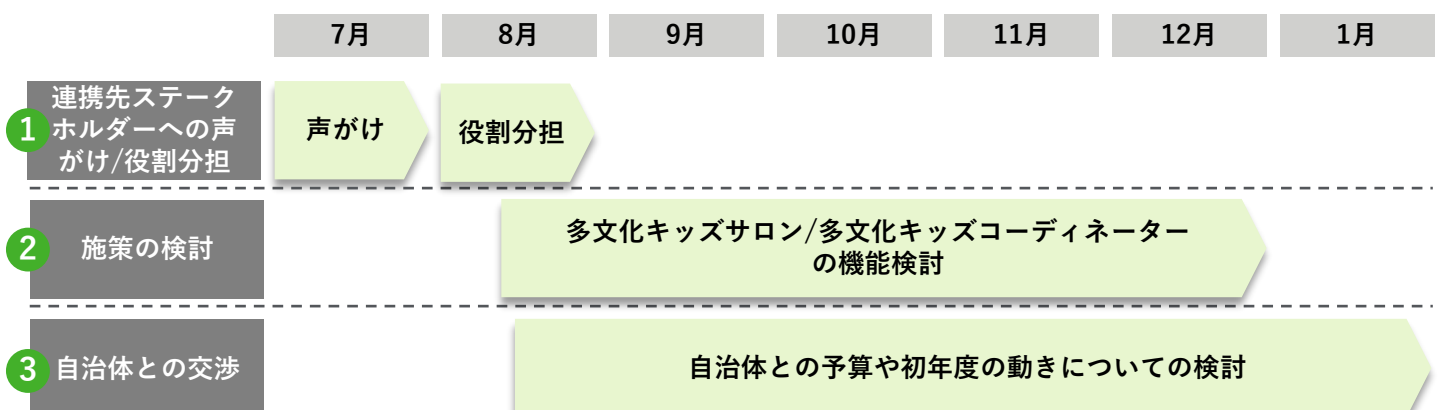 7月 8月 9月 10月 11月 12月 1月
1
連携先ステーク
ホルダーへの声
がけ/役割分担
声がけ
役割分担
2
施策の検討
多文化キッズサロン/多文化キッズコーディネーター
の機能検討
3
自治体との交渉
自治体との予算や初年度の動きについての検討